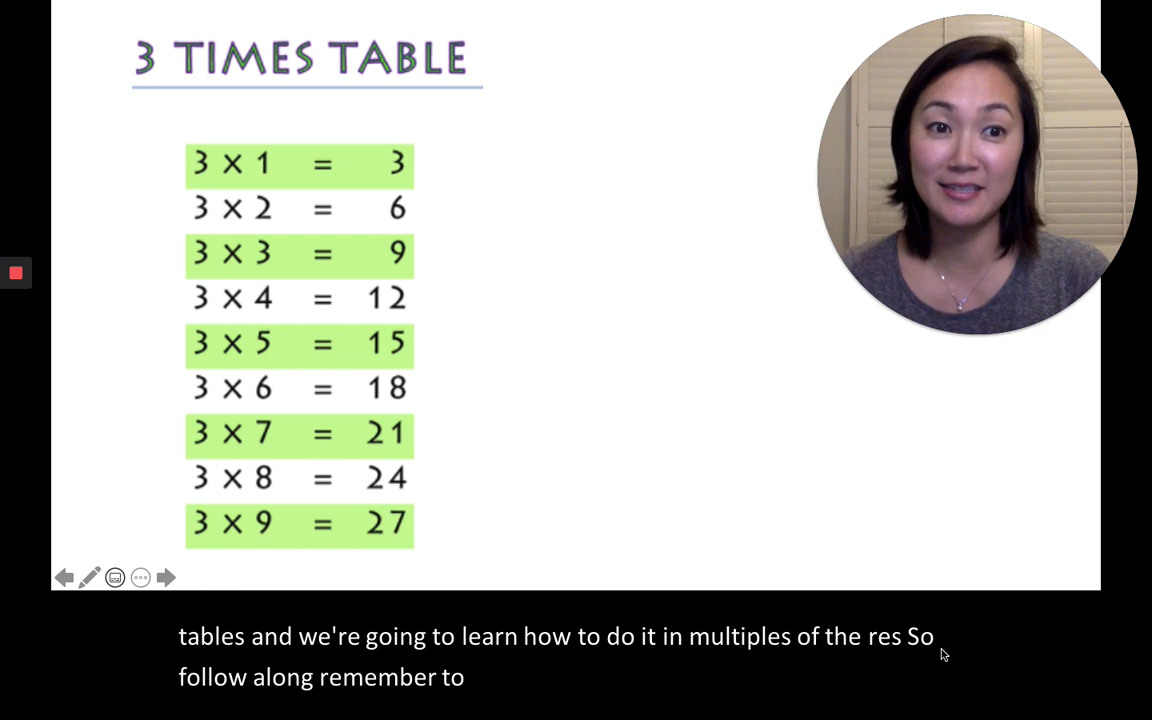 3 TIMES TABLE
3 × 1 = 3
3 × 2 = 6
3 × 3 = 9
3 × 4 = 12
3 × 5 = 15
3 × 6 = 18
3 × 7 = 21
3 × 8 = 24
3 × 9 = 27
tables and we're going to learn how to do it in multiples of the res So
follow along remember to